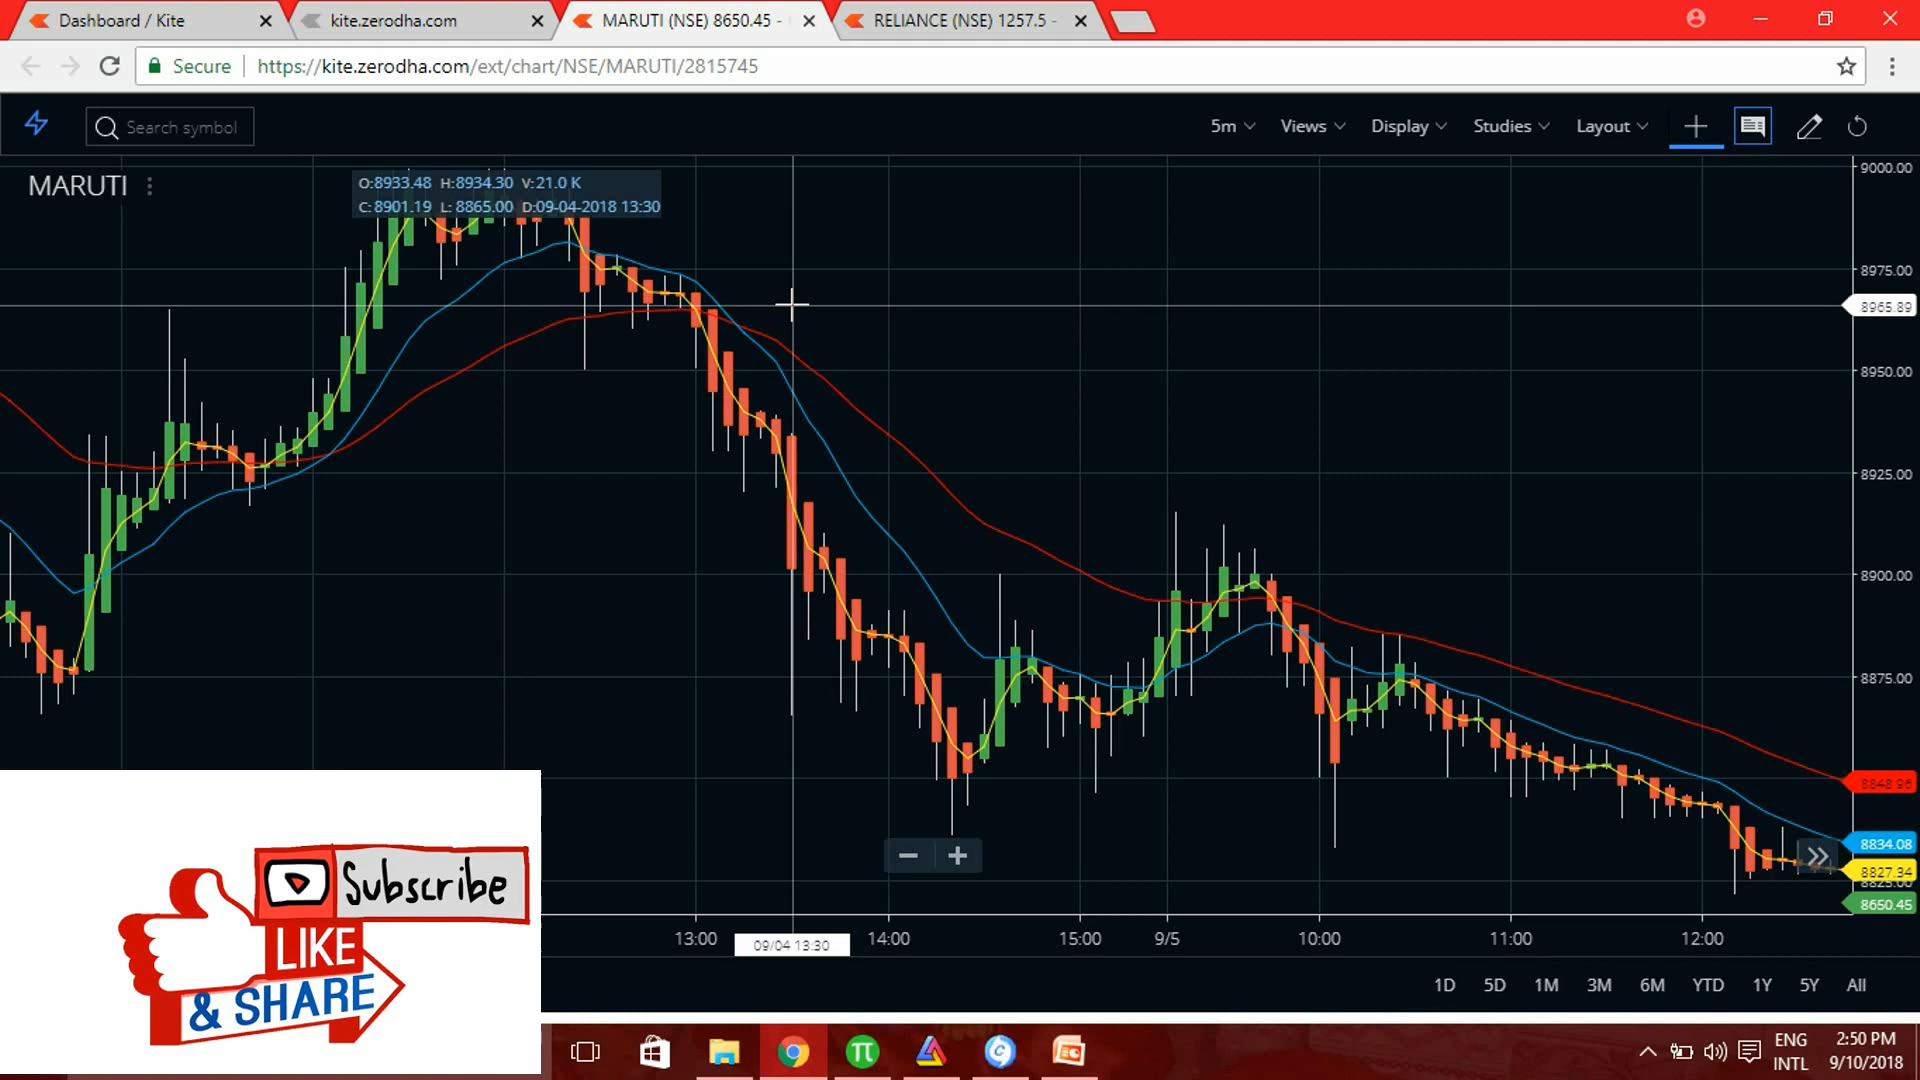 Dashboard / Kite
kite.zerodha.com
MARUTI (NSE) 8650.45 -
RELIANCE (NSE) 1257.5 -
Secure
https://kite.zerodha.com/ext/chart/NSE/MARUTI/2815745
Search symbol
5m Views Display Studies Layout
MARUTI
O:8933.48 H:8934.30 V:21.0 K
C:8901.19 L: 8865.00 D:09-04-2018 13:30
9000.00
8975.00
8965.89
8950.00
8925.00
8900.00
8875.00
8848.96
8834.08
8827.34
8825.00
8650.45
13:00
09/04 13:30
14:00
15:00
9/5
10:00
11:00
12:00
1D 5D 1M 3M 6M YTD 1Y 5Y All
Subscribe
LIKE
& SHARE
ENG
INTL
2:50 PM
9/10/2018